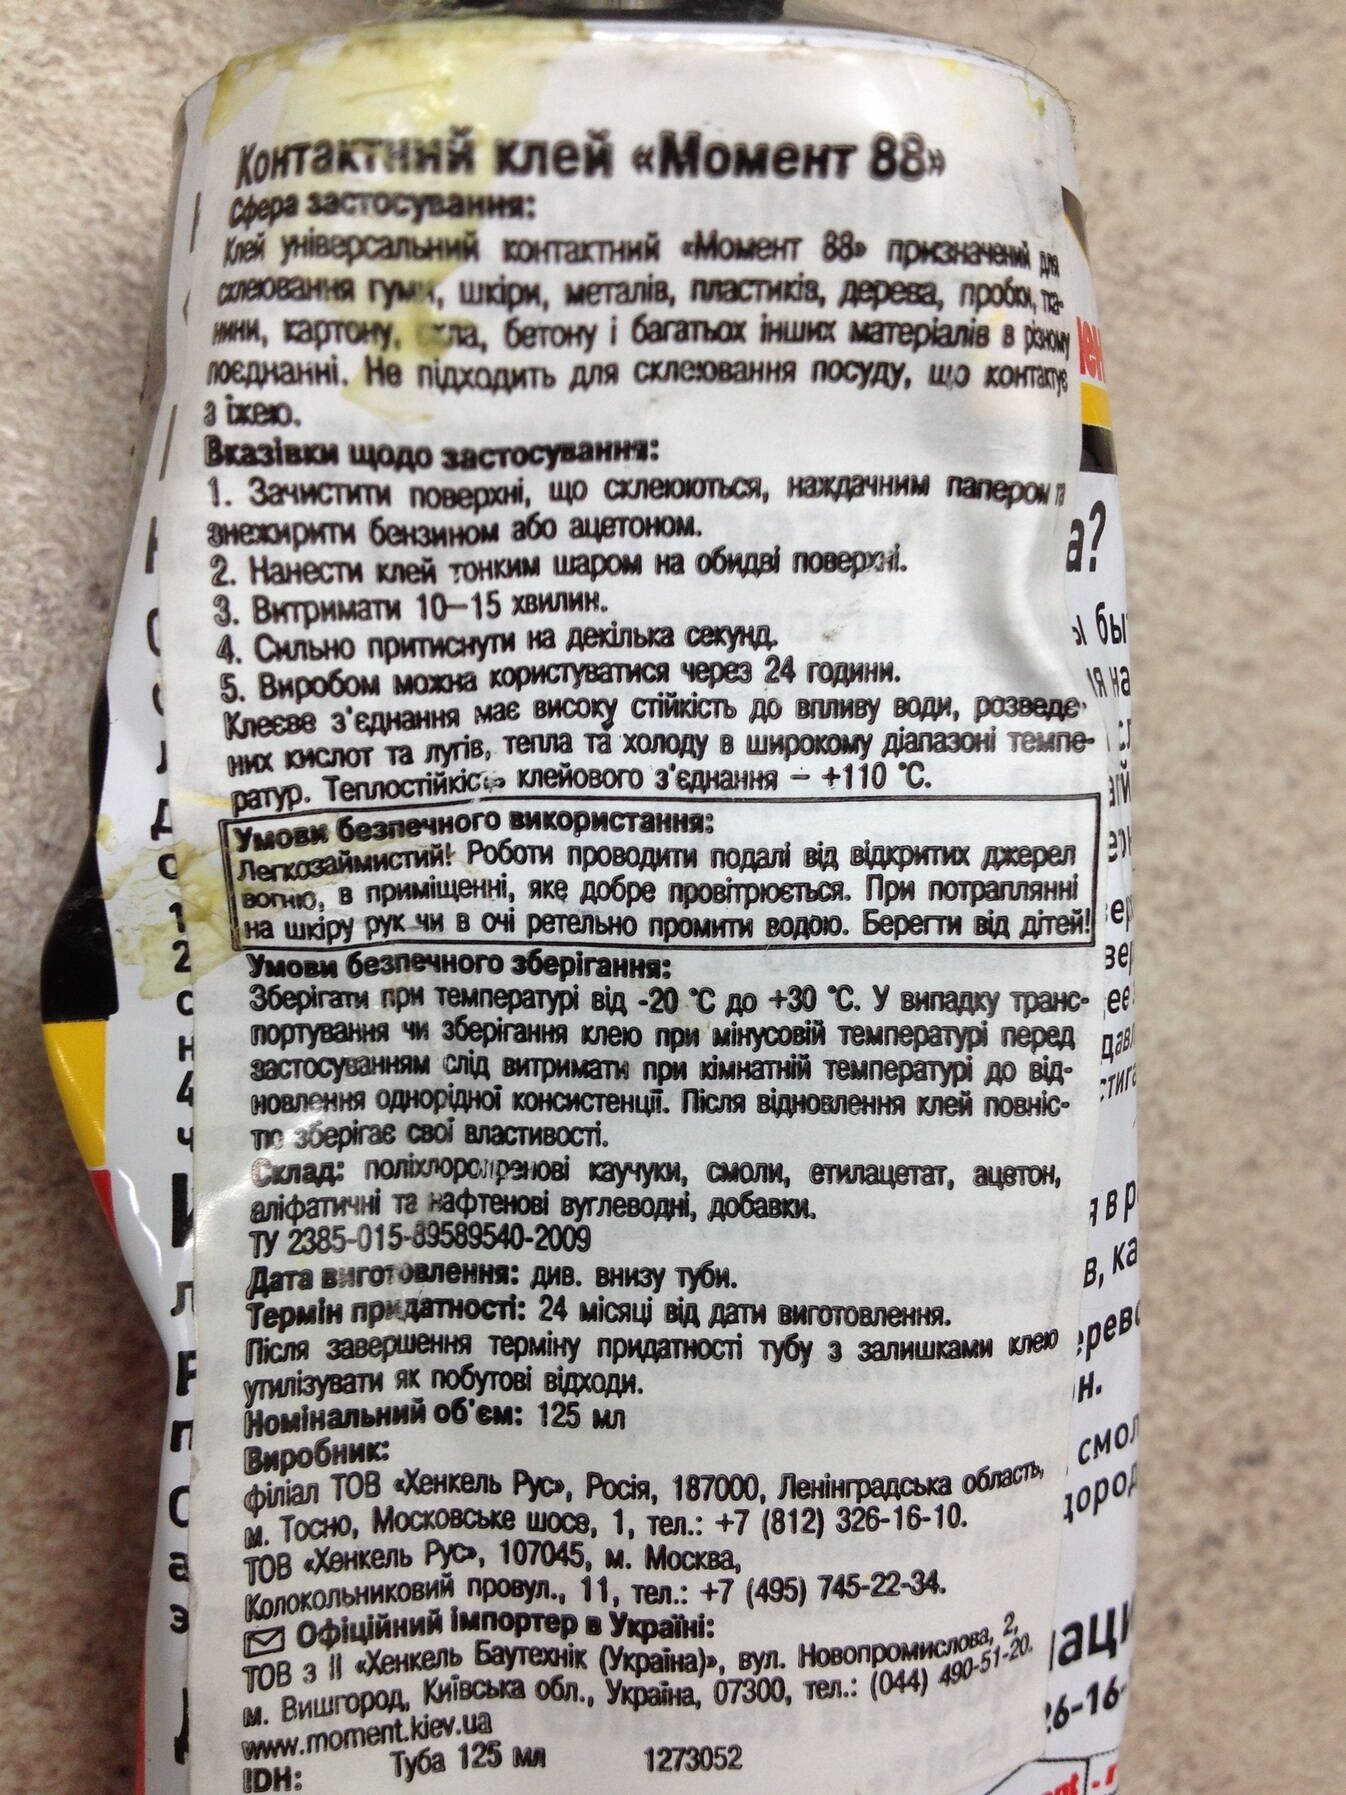 Контактний клей «Момент 88»
Сфера застосування:
Клей універсальний контактний «Момент 88» призначений для
склеювання гуми, шкіри, металів, пластиків, дерева, пробки, тка-
нини, картону, скла, бетону і багатьох інших матеріалів в різному
поєднанні. Не підходить для склеювання посуду, що контактує
з їжею.
Вказівки щодо застосування:
1. Зачистити поверхні, що склеюються, наждачним папером та
знежирити бензином або ацетоном.
2. Нанести клей тонким шаром на обидві поверхні.
3. Витримати 10–15 хвилин.
4. Сильно притиснути на декілька секунд.
5. Виробом можна користуватися через 24 години.
Клеєве з'єднання має високу стійкість до впливу води, розведе-
них кислот та лугів, тепла та холоду в широкому діапазоні темпе-
ратур. Теплостійкість клейового з'єднання – +110 °С.
Умови безпечного використання:
Легкозаймистий! Роботи проводити подалі від відкритих джерел
вогню, в приміщенні, яке добре провітрюється. При потраплянні
на шкіру рук чи в очі ретельно промити водою. Берегти від дітей!
Умови безпечного зберігання:
Зберігати при температурі від -20 °С до +30 °С. У випадку транс-
портування чи зберігання клею при мінусовій температурі перед
застосуванням слід витримати при кімнатній температурі до від-
новлення однорідної консистенції. Після відновлення клей повніс-
тю зберігає свої властивості.
Склад: поліхлоропренові каучуки, смоли, етилацетат, ацетон,
аліфатичні та нафтенові вуглеводні, добавки.
ТУ 2385-015-89589540-2009
Дата виготовлення: див. внизу туби.
Термін придатності: 24 місяці від дати виготовлення.
Після завершення терміну придатності тубу з залишками клею
утилізувати як побутові відходи.
Номінальний об'єм: 125 мл
Виробник:
філіал ТОВ «Хенкель Рус», Росія, 187000, Ленінградська область,
м. Тосно, Московське шосе, 1, тел.: +7 (812) 326-16-10.
ТОВ «Хенкель Рус», 107045, м. Москва,
Колокольниковий провул., 11, тел.: +7 (495) 745-22-34.
Офіційний імпортер в Україні:
ТОВ з ІІ «Хенкель Баутехнік (Україна)», вул. Новопромислова, 2,
м. Вишгород, Київська обл., Україна, 07300, тел.: (044) 490-51-20.
www.moment.kiev.ua
IDH: Туба 125 мл 1273052